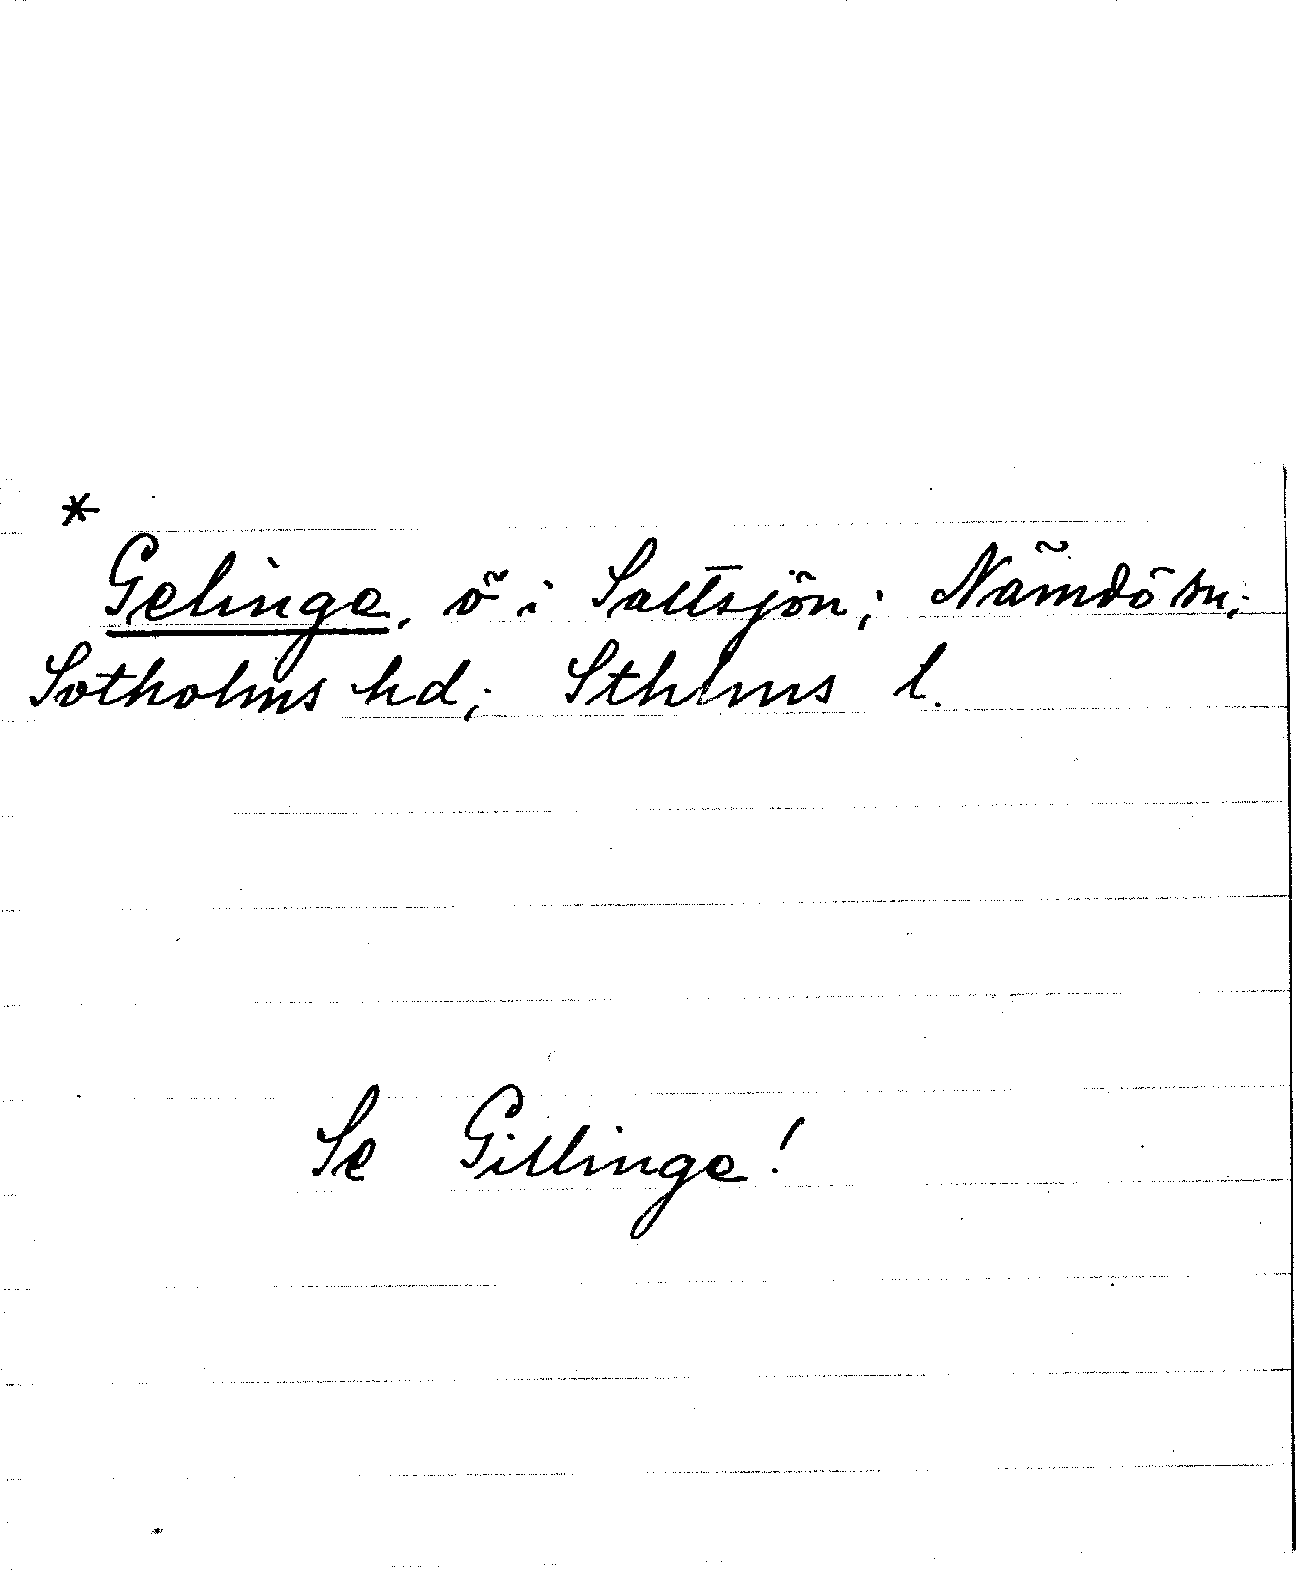 *
Gelinge, ö i Saltsjön; Nämdö sn;
Sotholms hd; Sthlms l.
Se Gillinge!